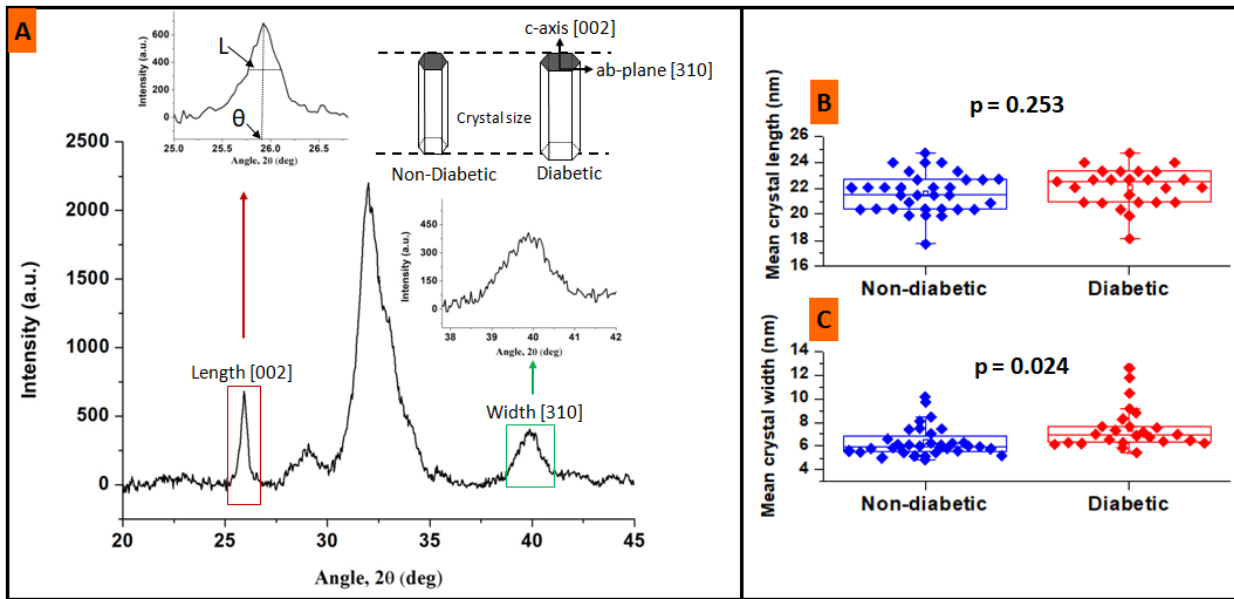 A
Intensity (a.u.)
600
400
200
0
L
θ
25.0 25.5 26.0 26.5
Angle, 2θ (deg)
c-axis [002]
ab-plane [310]
Crystal size
Non-Diabetic
Diabetic
Intensity (a.u.)
2500
2000
1500
1000
500
0
Length [002]
Width [310]
Intensity (a.u.)
450
300
150
0
38 39 40 41 42
Angle, 2θ (deg)
20 25 30 35 40 45
Angle, 2θ (deg)
B
p = 0.253
Mean crystal length (nm)
26
24
22
20
18
16
Non-diabetic Diabetic
C
p = 0.024
Mean crystal width (nm)
14
12
10
8
6
4
Non-diabetic Diabetic